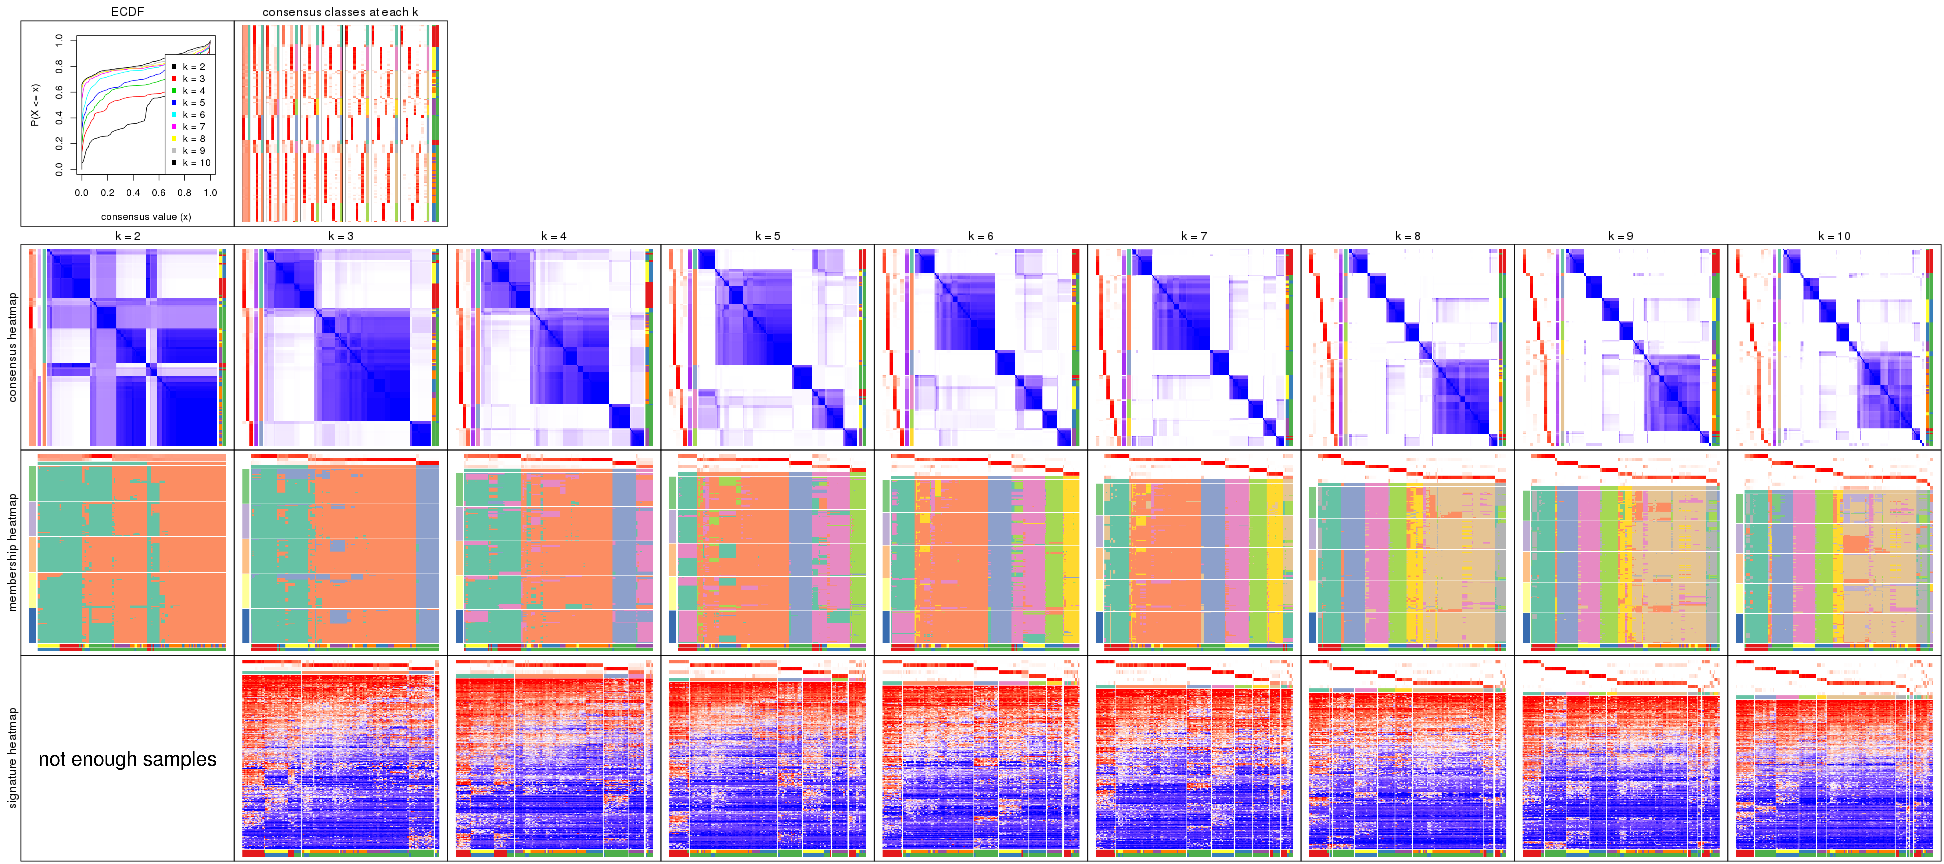 ECDF
consensus classes at each k
P(X <= x)
1.0
0.8
0.6
0.4
0.2
0.0
k = 2
k = 3
k = 4
k = 5
k = 6
k = 7
k = 8
k = 9
k = 10
0.0 0.2 0.4 0.6 0.8 1.0
consensus value (x)
k = 2 k = 3 k = 4 k = 5 k = 6 k = 7 k = 8 k = 9 k = 10
consensus heatmap
membership heatmap
signature heatmap
not enough samples